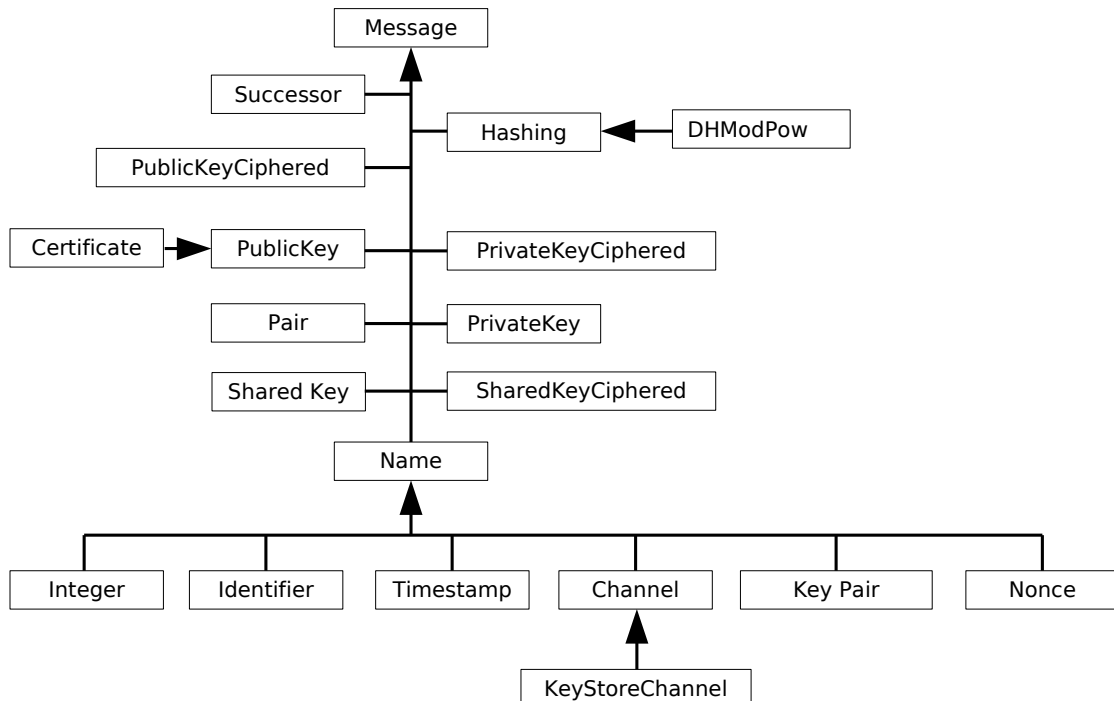 Message
Successor
Hashing
DHModPow
PublicKeyCiphered
Certificate
PublicKey
PrivateKeyCiphered
Pair
PrivateKey
Shared Key
SharedKeyCiphered
Name
Integer
Identifier
Timestamp
Channel
Key Pair
Nonce
KeyStoreChannel